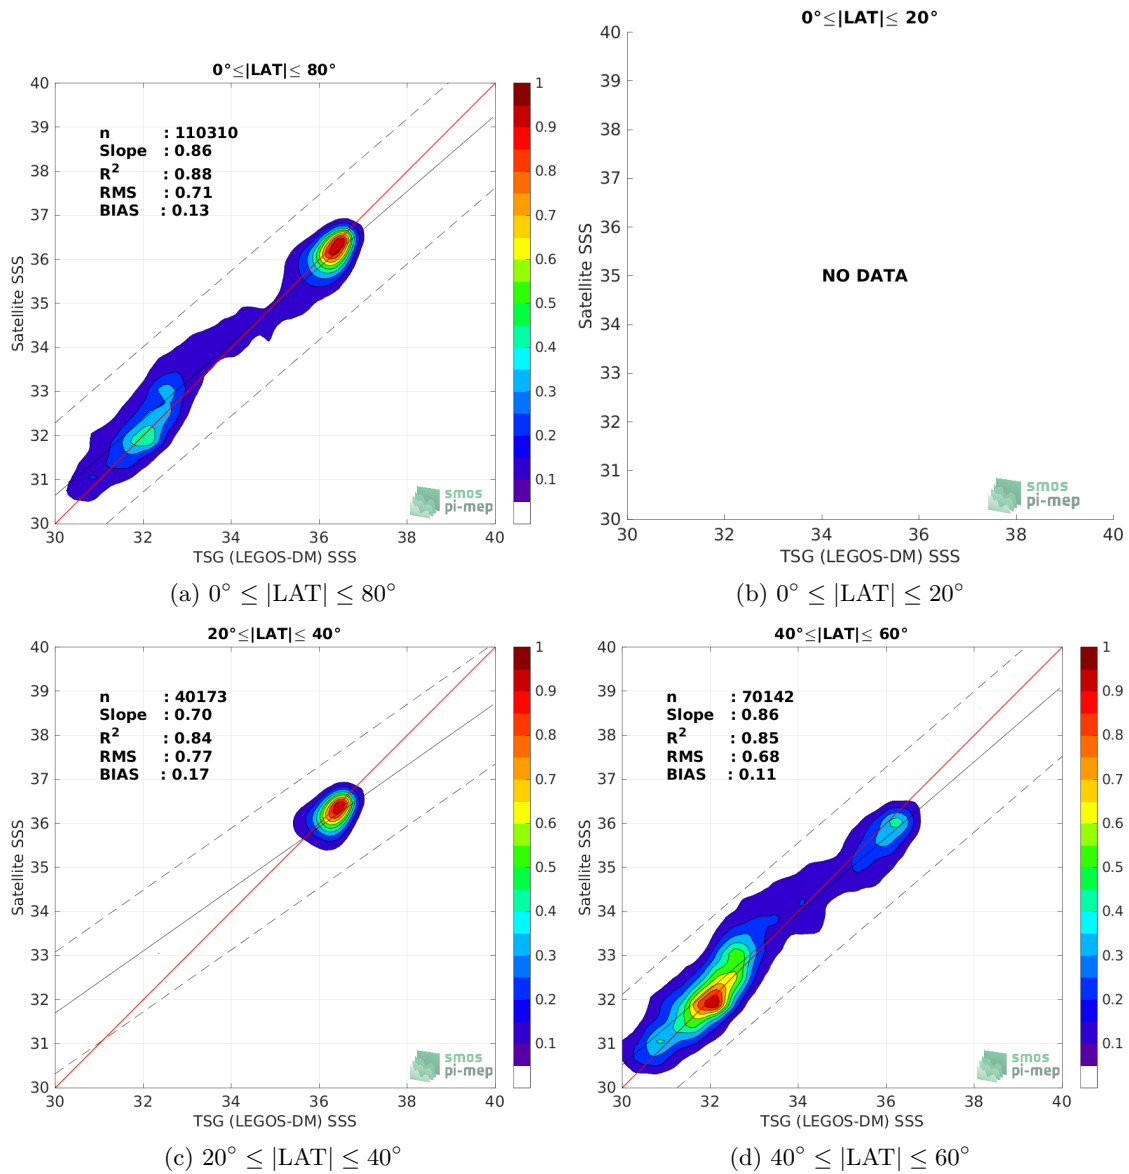 0°≤|LAT|≤ 80°
40
39
38
37
36
35
34
33
32
31
30
Satellite SSS
n : 110310
Slope : 0.86
R² : 0.88
RMS : 0.71
BIAS : 0.13
smos
pi-mep
30 32 34 36 38 40
TSG (LEGOS-DM) SSS
1
0.9
0.8
0.7
0.6
0.5
0.4
0.3
0.2
0.1
(a) 0° ≤ |LAT| ≤ 80°
0°≤|LAT|≤ 20°
40
39
38
37
36
35
34
33
32
31
30
Satellite SSS
NO DATA
smos
pi-mep
30 32 34 36 38 40
TSG (LEGOS-DM) SSS
(b) 0° ≤ |LAT| ≤ 20°
20°≤|LAT|≤ 40°
40
39
38
37
36
35
34
33
32
31
30
Satellite SSS
n : 40173
Slope : 0.70
R² : 0.84
RMS : 0.77
BIAS : 0.17
smos
pi-mep
30 32 34 36 38 40
TSG (LEGOS-DM) SSS
1
0.9
0.8
0.7
0.6
0.5
0.4
0.3
0.2
0.1
(c) 20° ≤ |LAT| ≤ 40°
40°≤|LAT|≤ 60°
40
39
38
37
36
35
34
33
32
31
30
Satellite SSS
n : 70142
Slope : 0.86
R² : 0.85
RMS : 0.68
BIAS : 0.11
smos
pi-mep
30 32 34 36 38 40
TSG (LEGOS-DM) SSS
1
0.9
0.8
0.7
0.6
0.5
0.4
0.3
0.2
0.1
(d) 40° ≤ |LAT| ≤ 60°